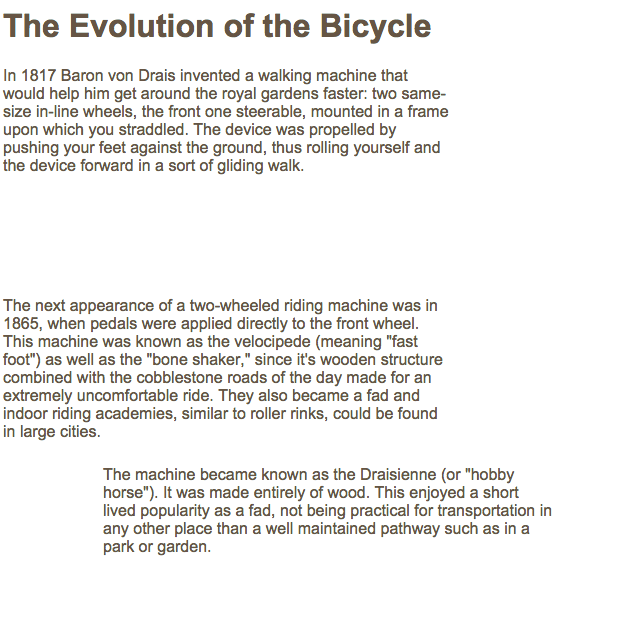 The Evolution of the Bicycle
In 1817 Baron von Drais invented a walking machine that
would help him get around the royal gardens faster: two same-
size in-line wheels, the front one steerable, mounted in a frame
upon which you straddled. The device was propelled by
pushing your feet against the ground, thus rolling yourself and
the device forward in a sort of gliding walk.
The next appearance of a two-wheeled riding machine was in
1865, when pedals were applied directly to the front wheel.
This machine was known as the velocipede (meaning "fast
foot") as well as the "bone shaker," since it's wooden structure
combined with the cobblestone roads of the day made for an
extremely uncomfortable ride. They also became a fad and
indoor riding academies, similar to roller rinks, could be found
in large cities.
The machine became known as the Draisienne (or "hobby
horse"). It was made entirely of wood. This enjoyed a short
lived popularity as a fad, not being practical for transportation in
any other place than a well maintained pathway such as in a
park or garden.